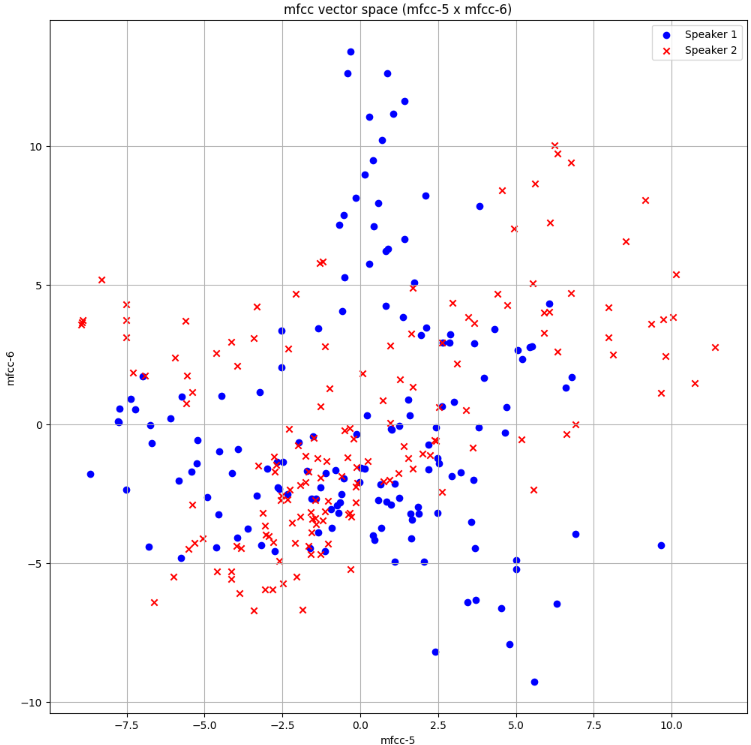 mfcc vector space (mfcc-5 x mfcc-6)
Speaker 1
Speaker 2
mfcc-6
10
5
0
−5
−10
−7.5 −5.0 −2.5 0.0 2.5 5.0 7.5 10.0
mfcc-5